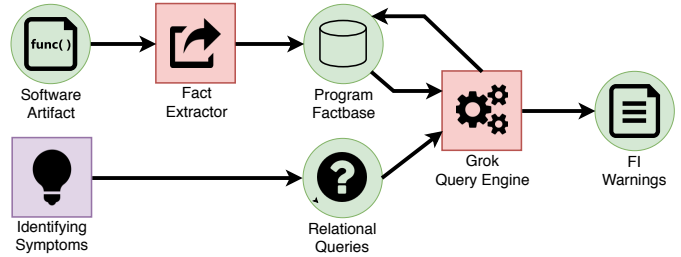 func( )
Software
Artifact
Fact
Extractor
Program
Factbase
Grok
Query Engine
FI
Warnings
Identifying
Symptoms
?
Relational
Queries